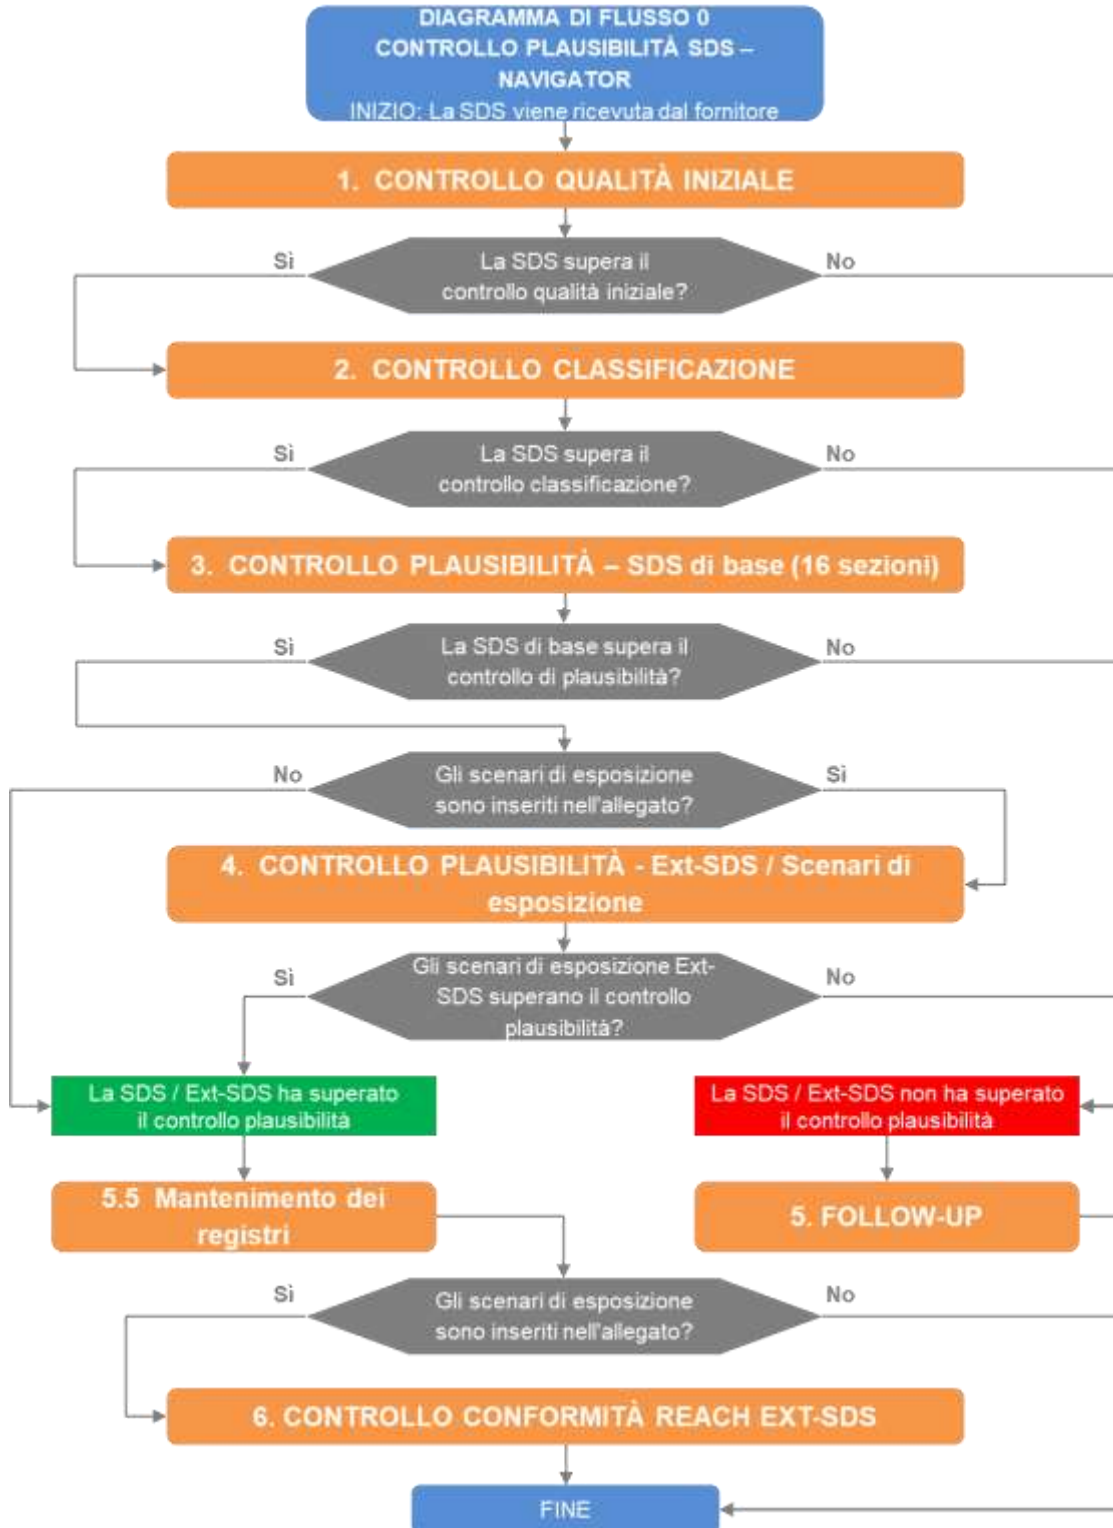 DIAGRAMMA DI FLUSSO 0
CONTROLLO PLAUSIBILITÀ SDS –
NAVIGATOR
INIZIO: La SDS viene ricevuta dal fornitore
1. CONTROLLO QUALITÀ INIZIALE
Sì
La SDS supera il
controllo qualità iniziale?
No
2. CONTROLLO CLASSIFICAZIONE
Sì
La SDS supera il
controllo classificazione?
No
3. CONTROLLO PLAUSIBILITÀ – SDS di base (16 sezioni)
Sì
La SDS di base supera il
controllo di plausibilità?
No
No
Gli scenari di esposizione
sono inseriti nell'allegato?
Sì
4. CONTROLLO PLAUSIBILITÀ - Ext-SDS / Scenari di
esposizione
Sì
Gli scenari di esposizione Ext-
SDS superano il controllo
plausibilità?
No
La SDS / Ext-SDS ha superato
il controllo plausibilità
La SDS / Ext-SDS non ha superato
il controllo plausibilità
5.5 Mantenimento dei
registri
5. FOLLOW-UP
Sì
Gli scenari di esposizione
sono inseriti nell'allegato?
No
6. CONTROLLO CONFORMITÀ REACH EXT-SDS
FINE